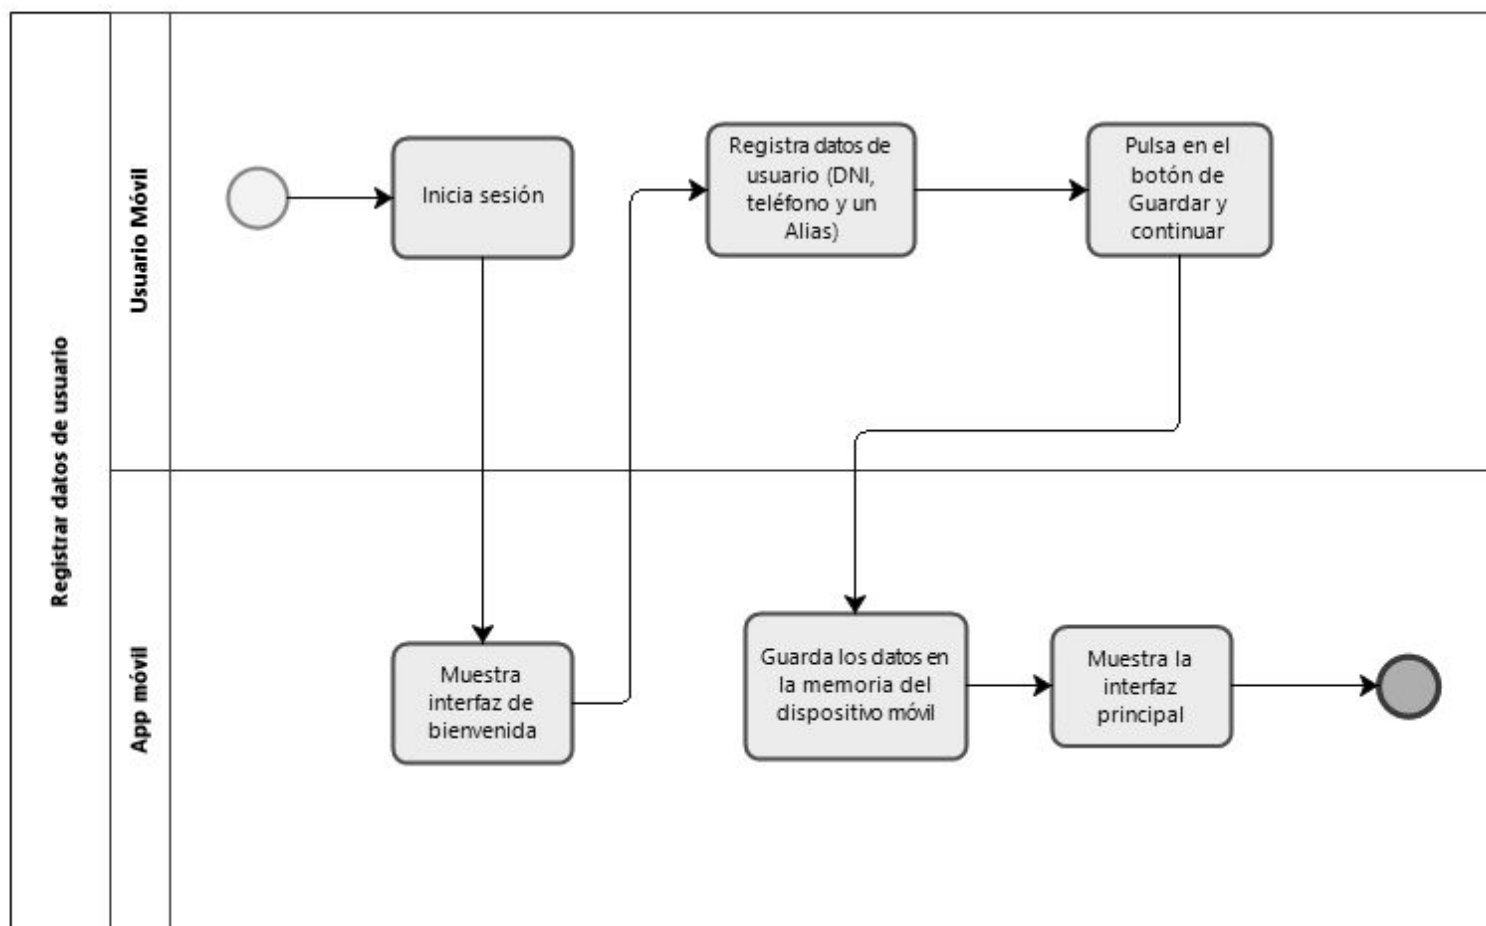 Registrar datos de usuario
Usuario Móvil
Inicia sesión
Registra datos de
usuario (DNI,
teléfono y un
Alias)
Pulsa en el
botón de
Guardar y
continuar
App móvil
Muestra
interfaz de
bienvenida
Guarda los datos en
la memoria del
dispositivo móvil
Muestra la
interfaz
principal